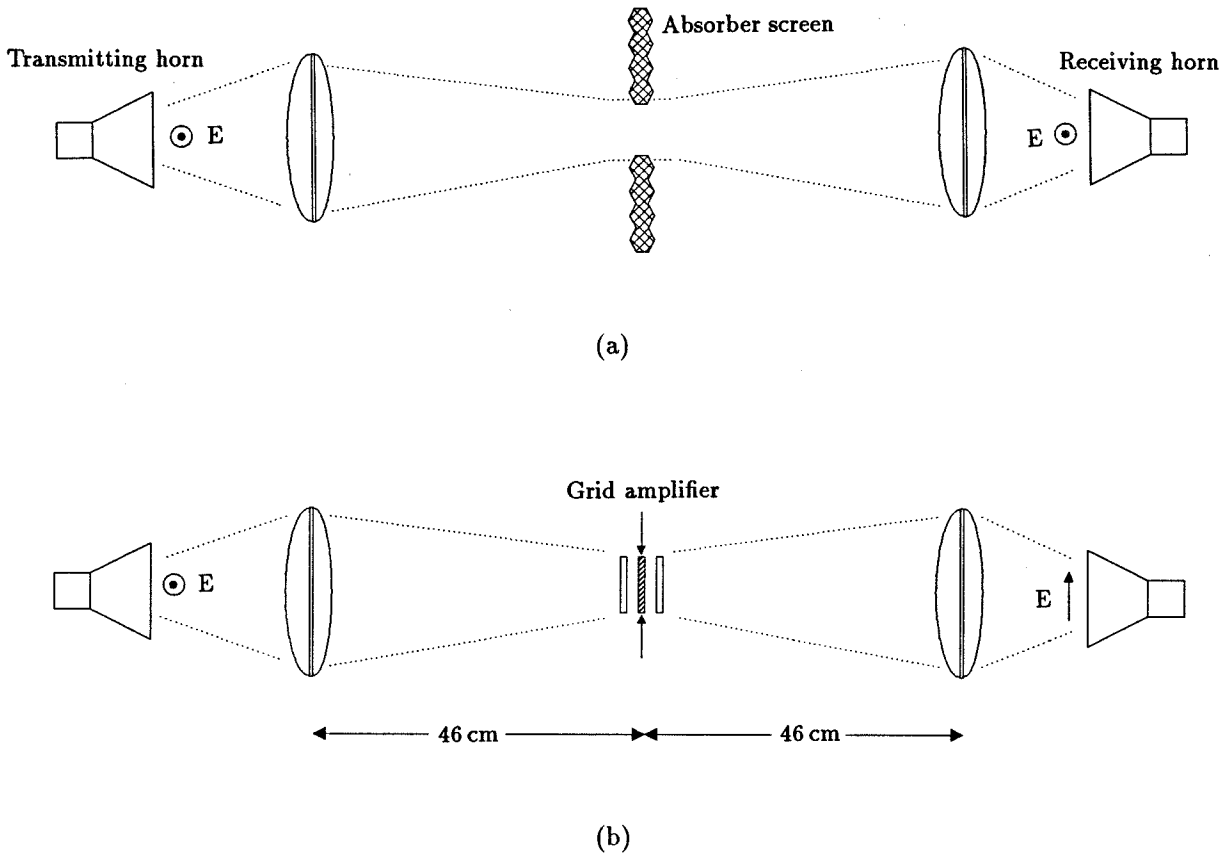 Absorber screen
Transmitting horn
Receiving horn
E
E
(a)
Grid amplifier
E
E
46 cm
46 cm
(b)